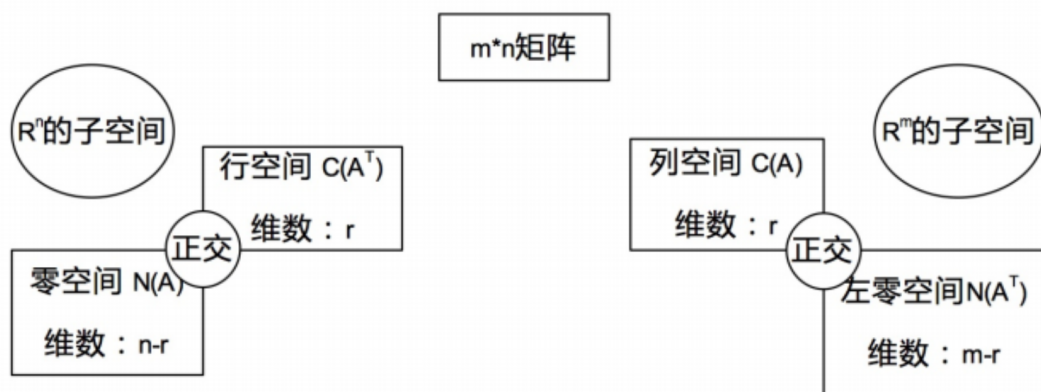 m*n矩阵
Rⁿ的子空间
行空间 C(Aᵀ)
维数：r
正交
零空间 N(A)
维数：n-r
Rᵐ的子空间
列空间 C(A)
维数：r
正交
左零空间N(Aᵀ)
维数：m-r